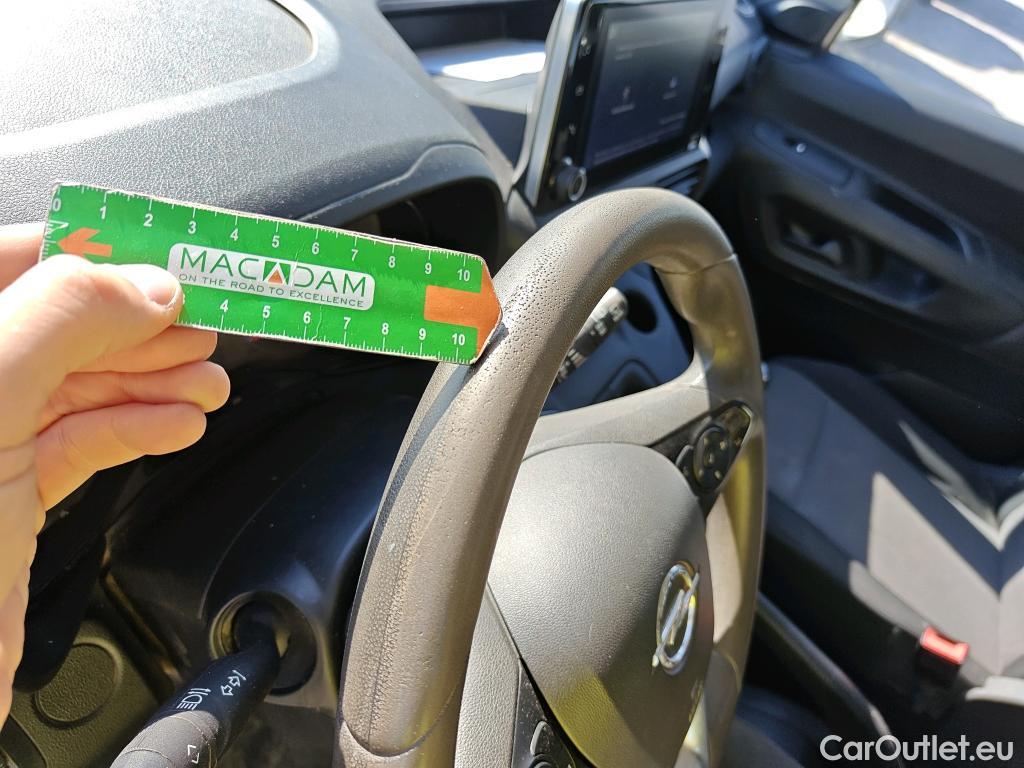 0 1 2 3 4 5 6 7 8 9 10
MACADAM
ON THE ROAD TO EXCELLENCE
4 5 6 7 8 9 10
CarOutlet.eu